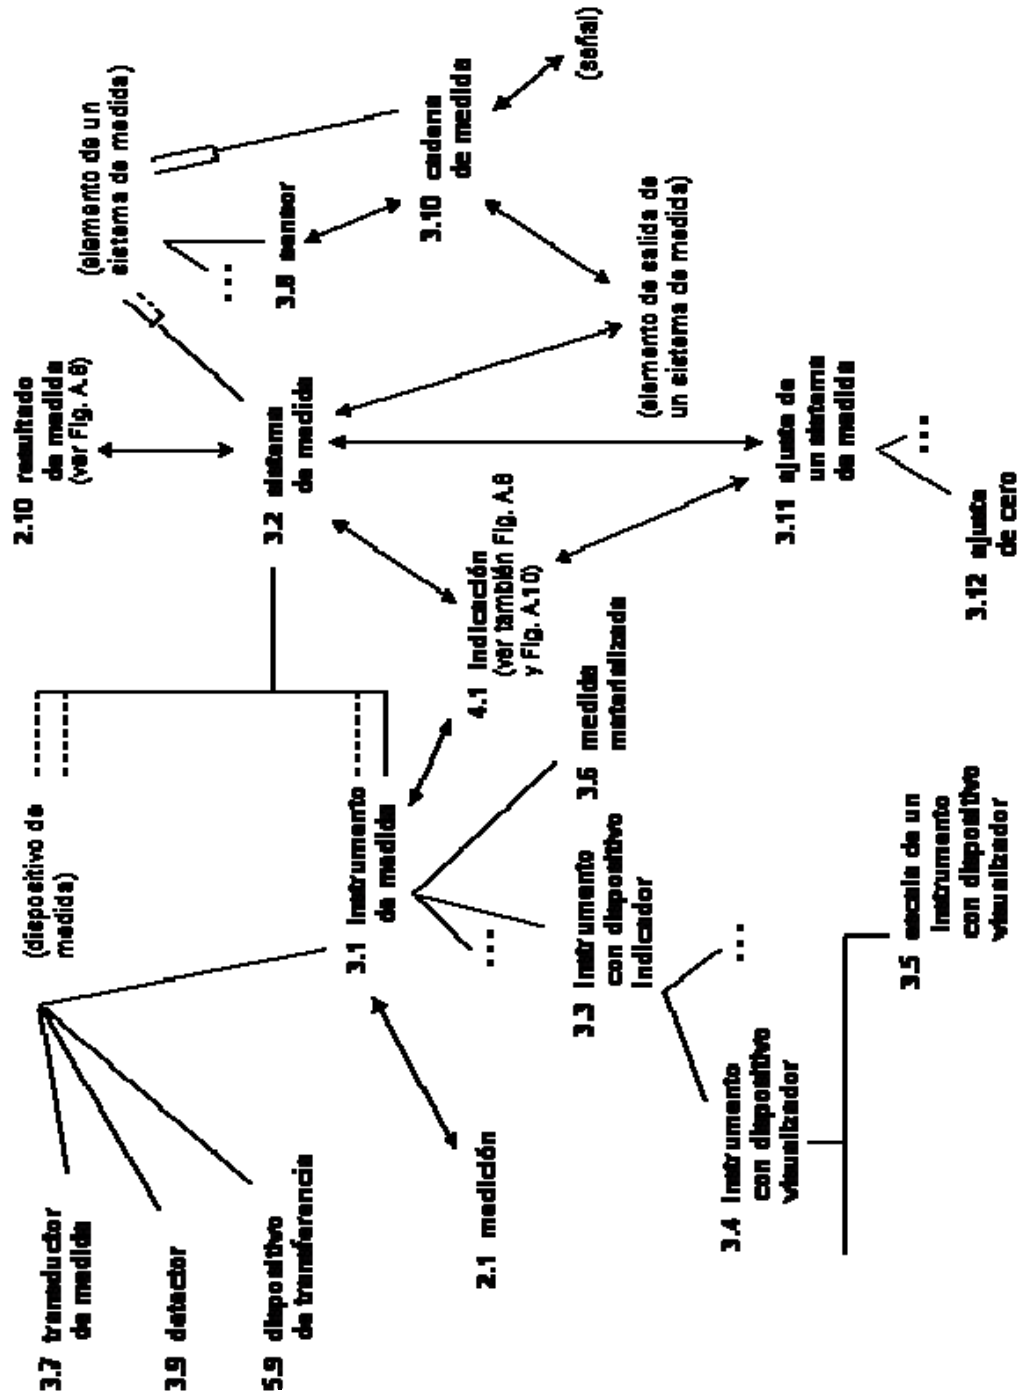 2.10 resultado
de medida
(ver Fig. A.8)
(elemento de un
sistema de medida)
(dispositivo de
medida)
3.7 transductor
de medida
3.9 detector
5.9 dispositivo
de transferencia
3.2 sistema
de medida
...
3.8 sensor
3.1 instrumento
de medida
3.10 cadena
de medida
(señal)
2.1 medición
4.1 indicación
(ver también Fig. A.8
y Fig. A.10)
...
3.3 instrumento
con dispositivo
indicador
3.6 medida
materializada
(elemento de salida de
un sistema de medida)
3.4 instrumento
con dispositivo
visualizador
...
3.11 ajuste de
un sistema
de medida
3.5 escala de un
instrumento
con dispositivo
visualizador
...
3.12 ajuste
de cero